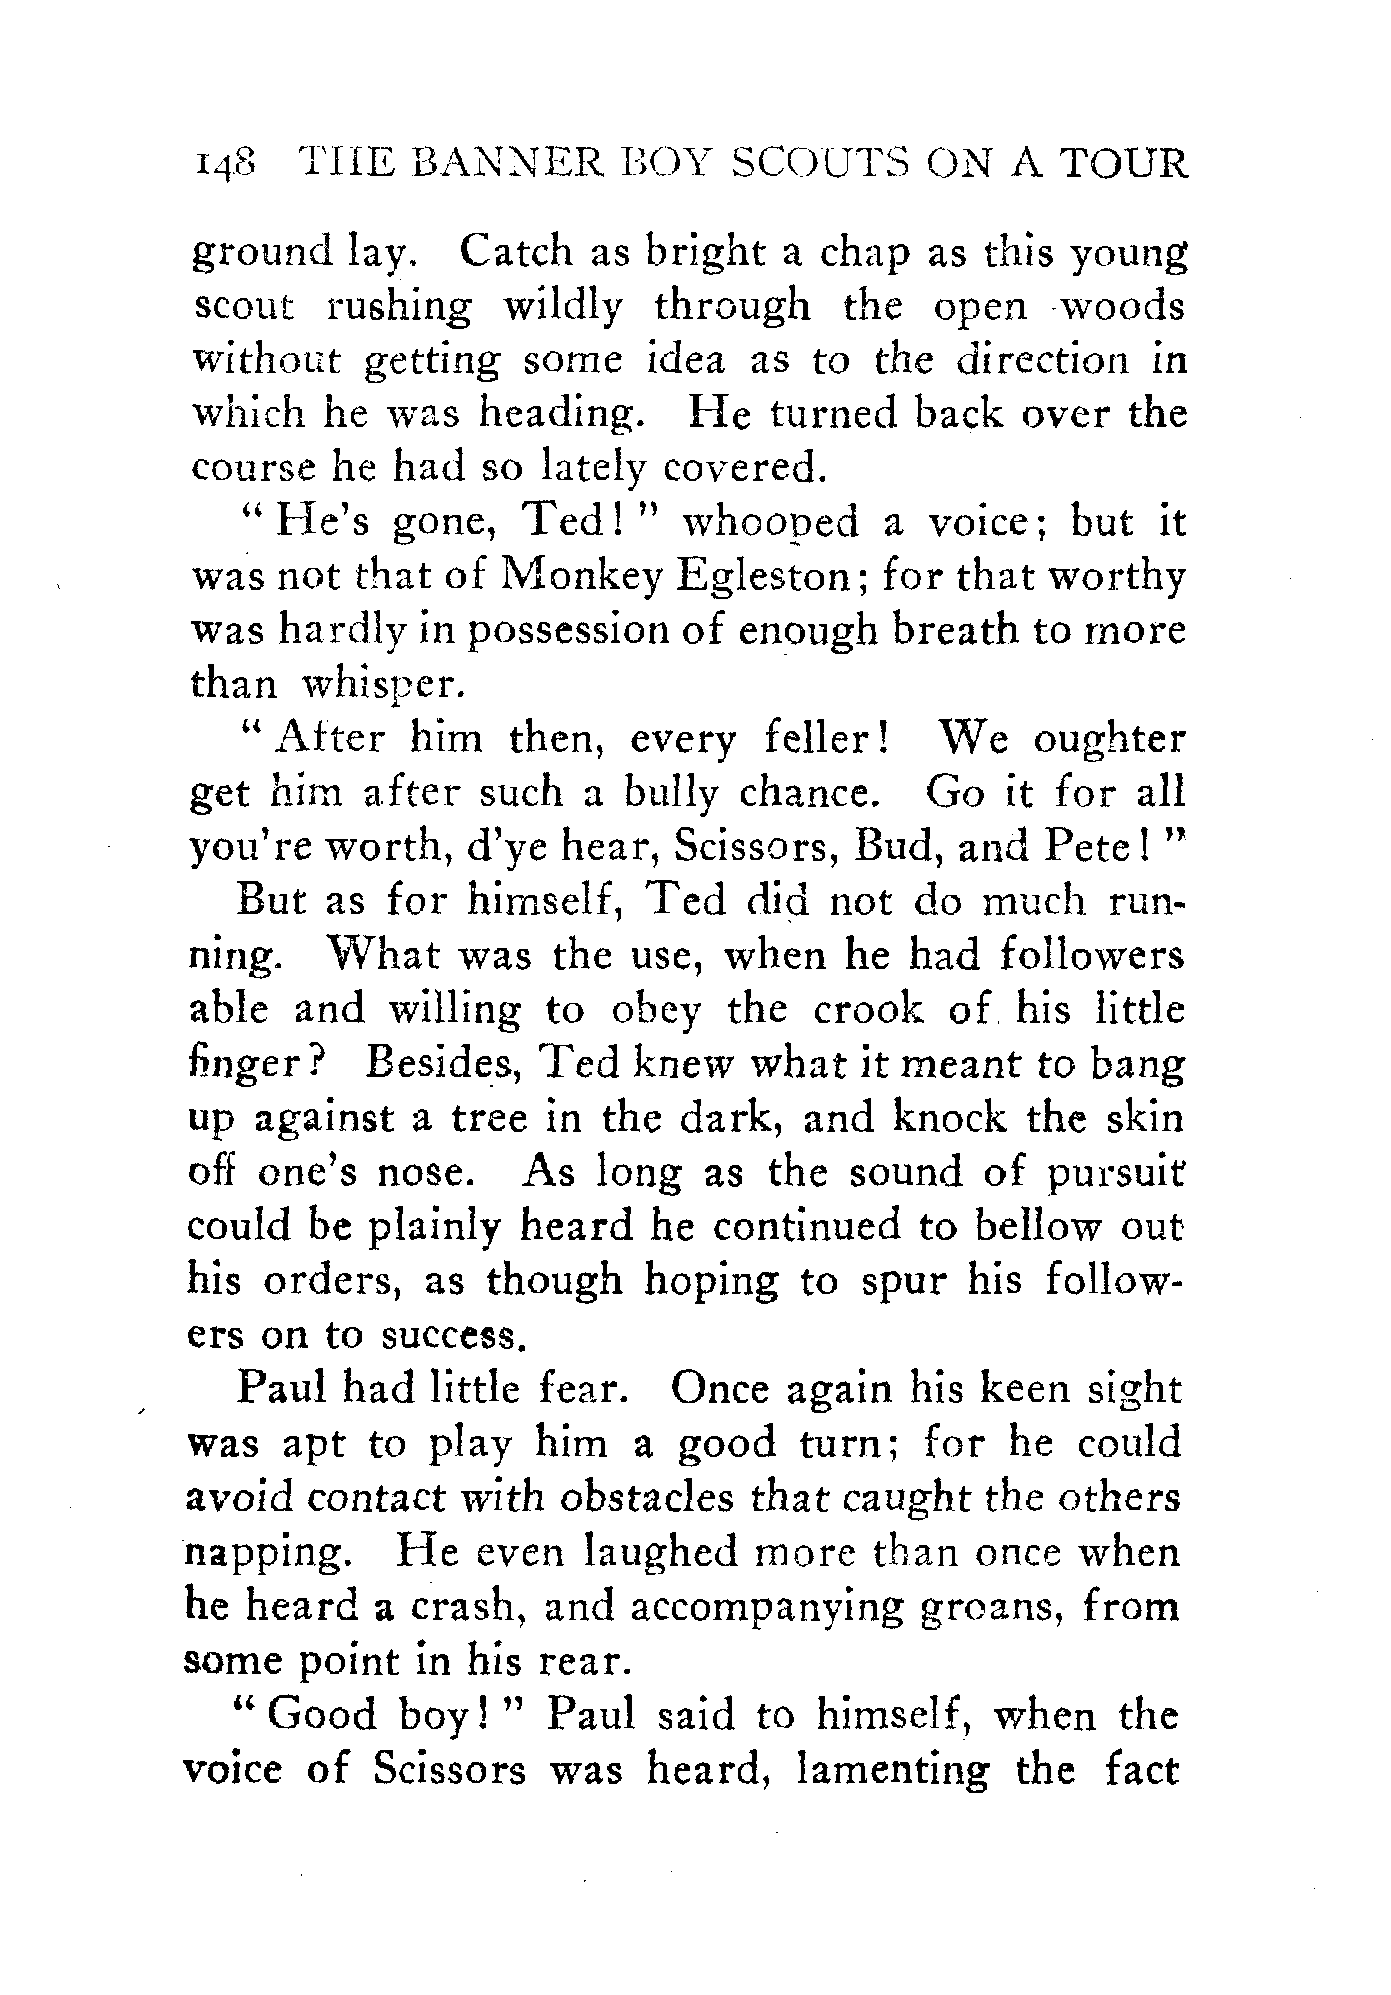 148 THE BANNER BOY SCOUTS ON A TOUR
ground lay. Catch as bright a chap as this young
scout rushing wildly through the open woods
without getting some idea as to the direction in
which he was heading. He turned back over the
course he had so lately covered.
" He's gone, Ted! " whooped a voice; but it
was not that of Monkey Egleston; for that worthy
was hardly in possession of enough breath to more
than whisper.
" After him then, every feller! We oughter
get him after such a bully chance. Go it for all
you're worth, d'ye hear, Scissors, Bud, and Pete! "
But as for himself, Ted did not do much run-
ning. What was the use, when he had followers
able and willing to obey the crook of his little
finger? Besides, Ted knew what it meant to bang
up against a tree in the dark, and knock the skin
off one's nose. As long as the sound of pursuit
could be plainly heard he continued to bellow out
his orders, as though hoping to spur his follow-
ers on to success.
Paul had little fear. Once again his keen sight
was apt to play him a good turn; for he could
avoid contact with obstacles that caught the others
napping. He even laughed more than once when
he heard a crash, and accompanying groans, from
some point in his rear.
" Good boy! " Paul said to himself, when the
voice of Scissors was heard, lamenting the fact